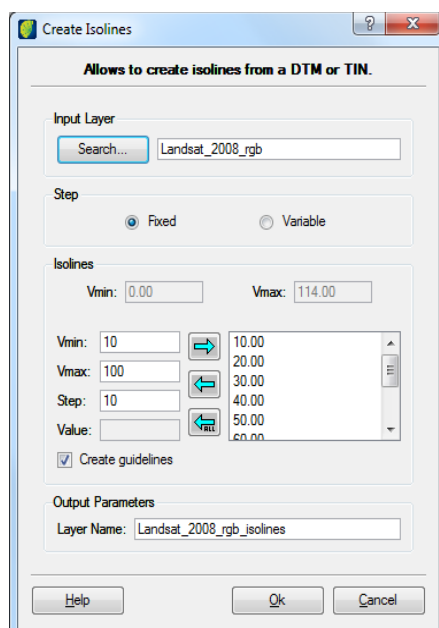 Create Isolines
Allows to create isolines from a DTM or TIN.
Input Layer
Search... Landsat_2008_rgb
Step
Fixed Variable
Isolines
Vmin: 0.00 Vmax: 114.00
Vmin: 10
Vmax: 100
Step: 10
Value:
10.00
20.00
30.00
40.00
50.00
60.00
ALL
Create guidelines
Output Parameters
Layer Name: Landsat_2008_rgb_isolines
Help Ok Cancel